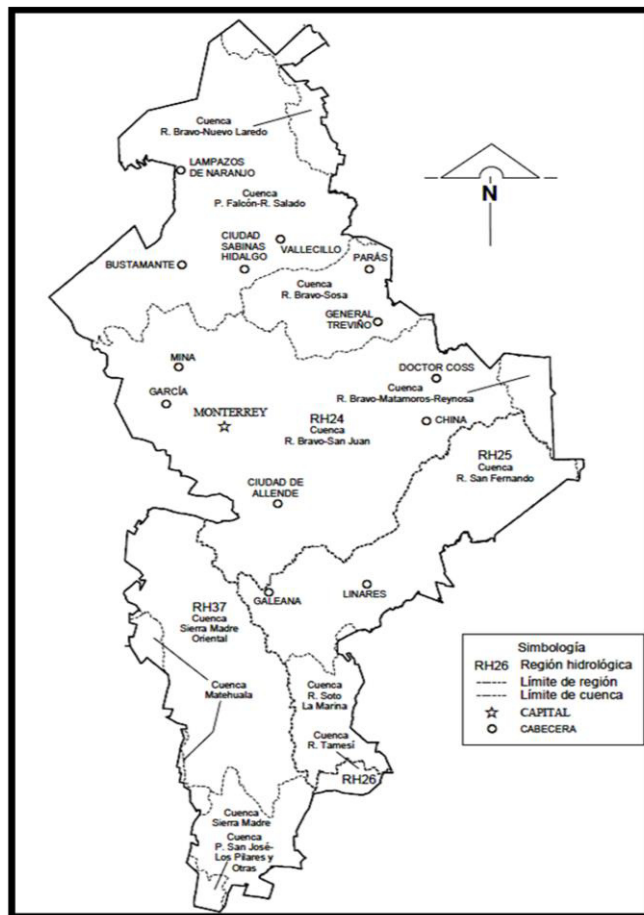 Cuenca
R. Bravo-Nuevo Laredo
LAMPAZOS
DE NARANJO
Cuenca
P. Falcón-R. Salado
N
CIUDAD
SABINAS
HIDALGO
VALLECILLO
BUSTAMANTE
PARÁS
Cuenca
R. Bravo-Sosa
GENERAL
TREVIÑO
MINA
DOCTOR COSS
GARCÍA
Cuenca
R. Bravo-Matamoros-Reynosa
MONTERREY
RH24
Cuenca
R. Bravo-San Juan
CHINA
RH25
Cuenca
R. San Fernando
CIUDAD DE
ALLENDE
GALEANA
LINARES
RH37
Cuenca
Sierra Madre
Oriental
Cuenca
Matehuala
Cuenca
R. Soto
La Marina
Cuenca
R. Tamesí
RH26
Cuenca
Sierra Madre
Cuenca
P. San José-
Los Pilares y
Otras
Simbología
RH26 Región hidrológica
Límite de región
Límite de cuenca
CAPITAL
CABECERA